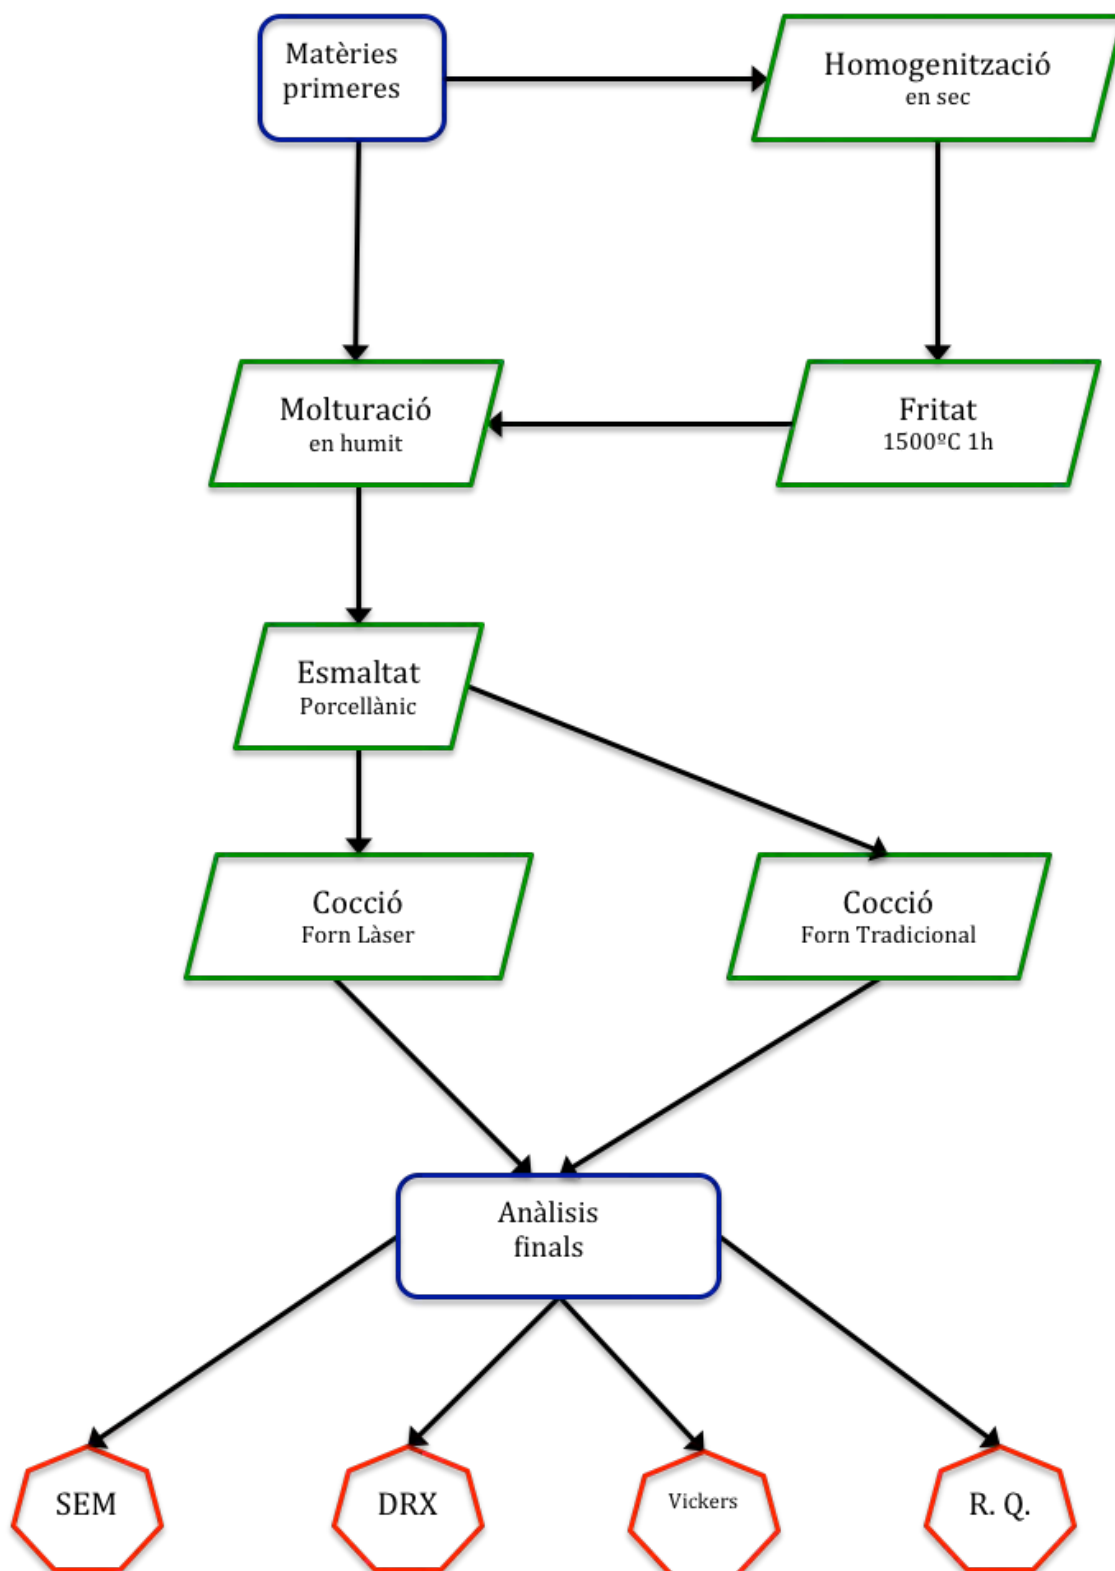 Matèries
primeres
Homogenització
en sec
Molturació
en humit
Fritat
1500ºC 1h
Esmaltat
Porcellànic
Cocció
Forn Làser
Cocció
Forn Tradicional
Anàlisis
finals
SEM
DRX
Vickers
R. Q.